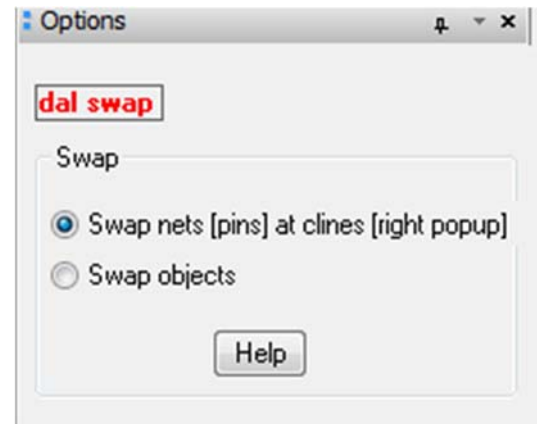 Options
dal swap
Swap
Swap nets [pins] at clines [right popup]
Swap objects
Help